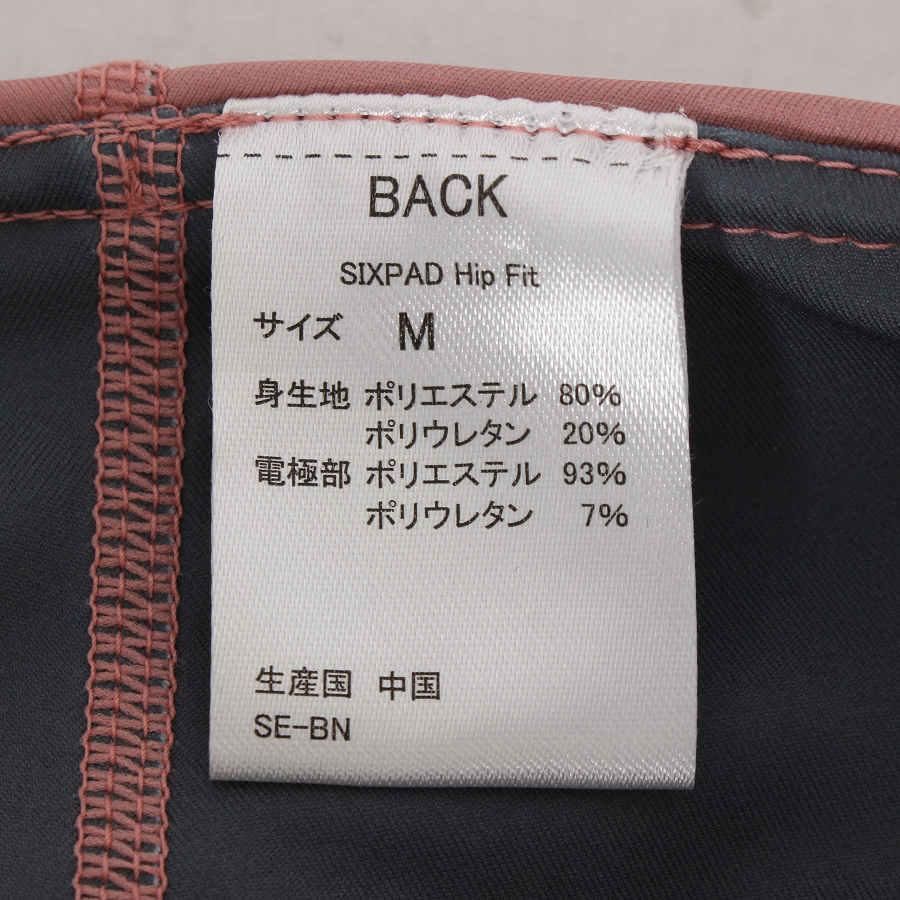 BACK
SIXPAD Hip Fit
サイズ M
身生地 ポリエステル 80%
ポリウレタン 20%
電極部 ポリエステル 93%
ポリウレタン 7%
生産国 中国
SE-BN